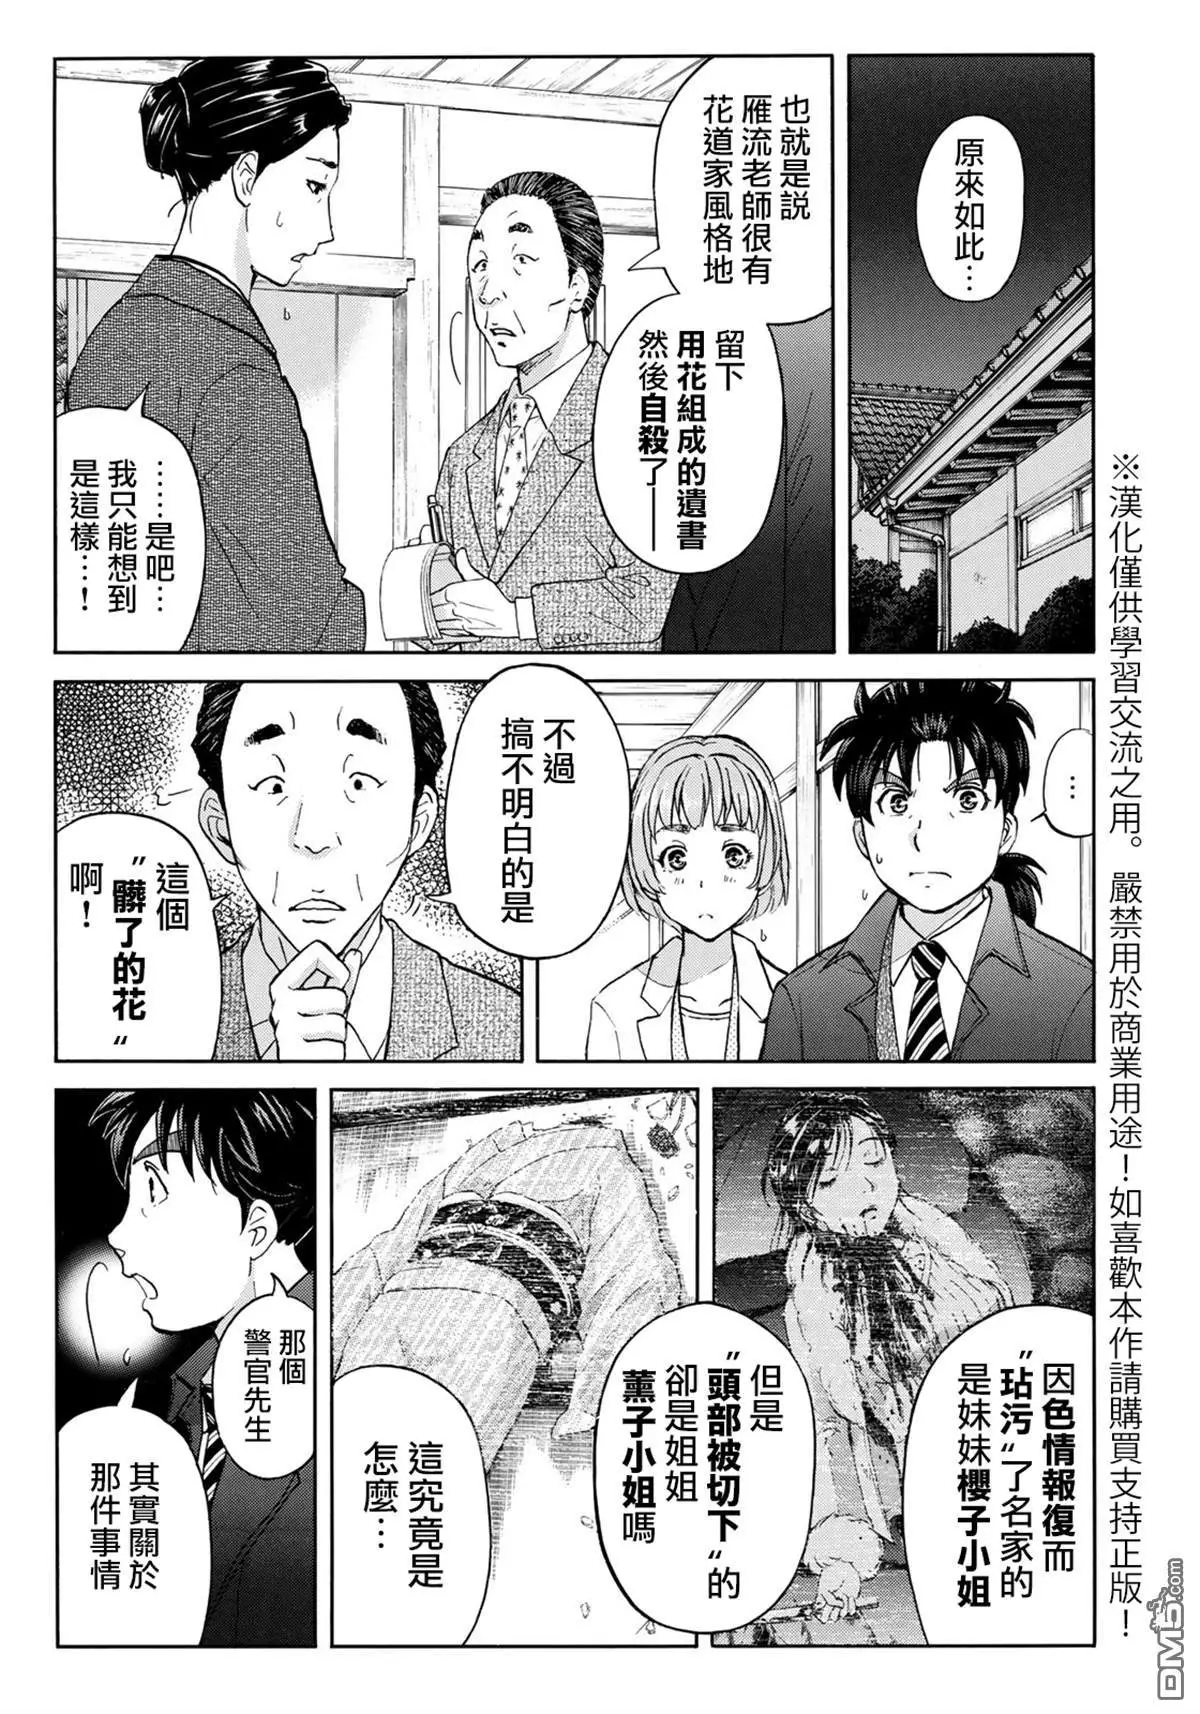 原來如此…
也就是説
雁流老師很有
花道家風格地
留下
用花組成的遺書
然後自殺了——
……是吧…
我只能想到
是這樣…！
…
不過
搞不明白的是
這個
“髒了的花“
啊！
因色情報復而
“玷污“了名家的
是妹妹櫻子小姐
但是
“頭部被切下“的
卻是姐姐
薰子小姐嗎
這究竟是
怎麼…
那個
警官先生
其實關於
那件事情
※漢化僅供學習交流之用。 嚴禁用於商業用途！如喜歡本作請購買支持正版！
DM5.com